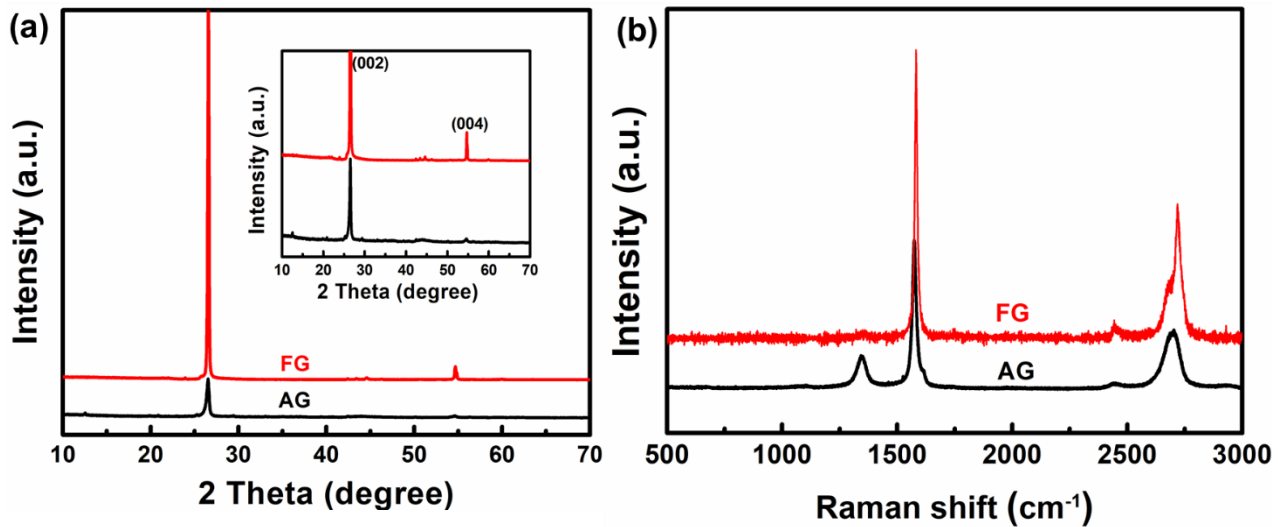 (a)
Intensity (a.u.)
FG
AG
10 20 30 40 50 60 70
2 Theta (degree)
Intensity (a.u.)
(002)
(004)
10 20 30 40 50 60 70
2 Theta (degree)
(b)
Intensity (a.u.)
FG
AG
500 1000 1500 2000 2500 3000
Raman shift (cm⁻¹)